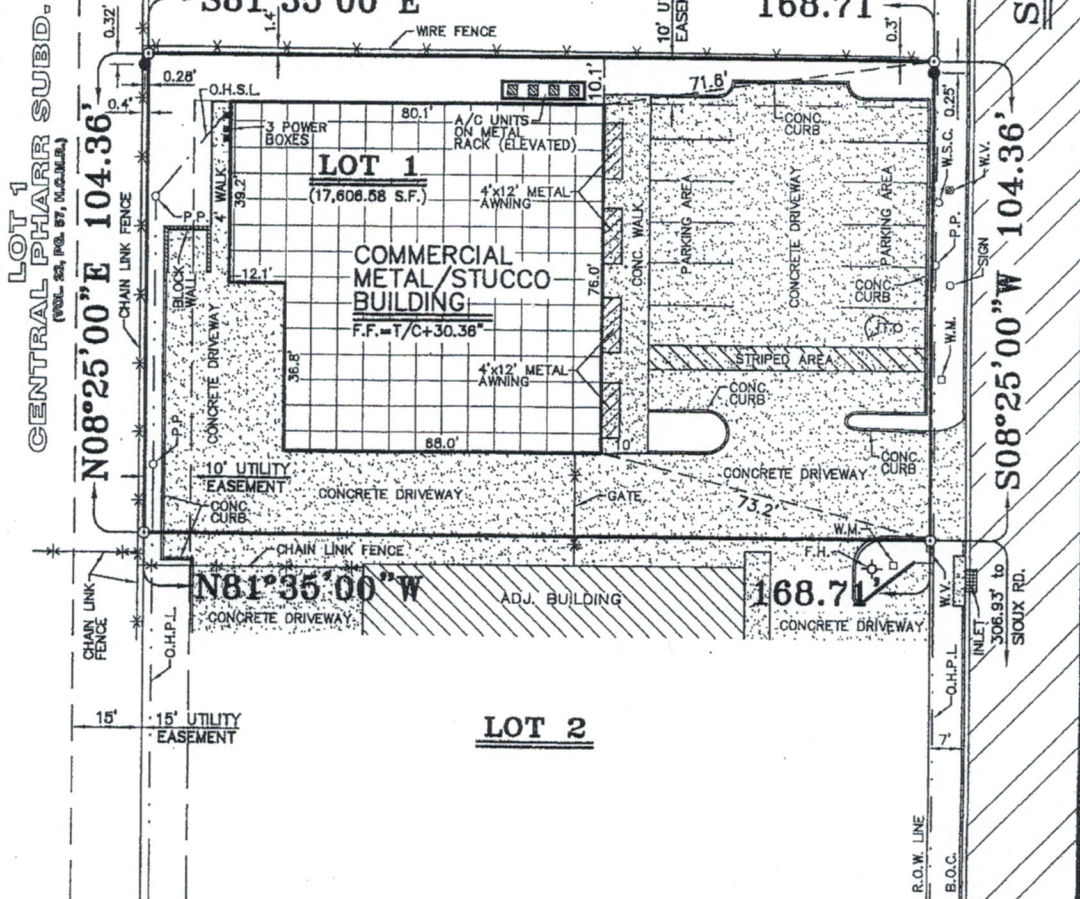 S81°35'00"E
168.71'
10' U
EASEM
0.32'
1.4'
WIRE FENCE
0.3'
0.28'
O.H.S.L.
0.4'
10.1'
71.6'
0.25'
80.1'
A/C UNITS
ON METAL
RACK (ELEVATED)
CONC.
CURB
3 POWER
BOXES
LOT 1
(17,606.58 S.F.)
4' WALK
39.2'
4'x12' METAL
AWNING
CONC. WALK
PARKING AREA
CONCRETE DRIVEWAY
PARKING AREA
W.S.C.
W.V.
LOT 1
CENTRAL PHARR SUBD.
(VOL. 22, PG. 57, H.C.M.R.)
N08°25'00"E 104.36'
CHAIN LINK FENCE
P.P.
BLOCK
WALL
12.1'
COMMERCIAL
METAL/STUCCO
BUILDING
F.F.=T/C+30.36"
76.0'
CONC.
CURB
P.P.
SIGN
S08°25'00"W 104.36'
W.M.
CONCRETE DRIVEWAY
36.8'
4'x12' METAL
AWNING
STRIPED AREA
CONC.
CURB
P.P.
68.0'
10'
CONC.
CURB
10' UTILITY
EASEMENT
CONCRETE DRIVEWAY
GATE
CONCRETE DRIVEWAY
73.2'
CONC.
CURB
W.M.
F.H.
CHAIN LINK FENCE
N81°35'00"W
ADJ. BUILDING
168.71'
CONCRETE DRIVEWAY
CONCRETE DRIVEWAY
CHAIN LINK
FENCE
O.H.P.L
W.V.
INLET
306.93' to
SIOUX RD.
O.H.P.L
15'
15' UTILITY
EASEMENT
LOT 2
7'
R.O.W. LINE
B.O.C.